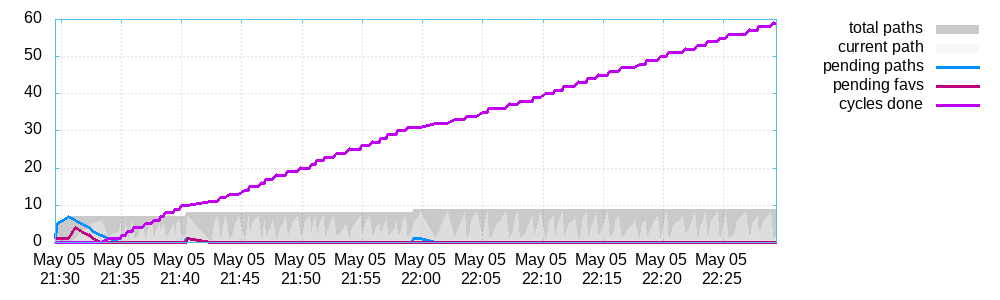 60
50
40
30
20
10
0
May 05 May 05 May 05 May 05 May 05 May 05 May 05 May 05 May 05 May 05 May 05 May 05
21:30 21:35 21:40 21:45 21:50 21:55 22:00 22:05 22:10 22:15 22:20 22:25
total paths
current path
pending paths
pending favs
cycles done